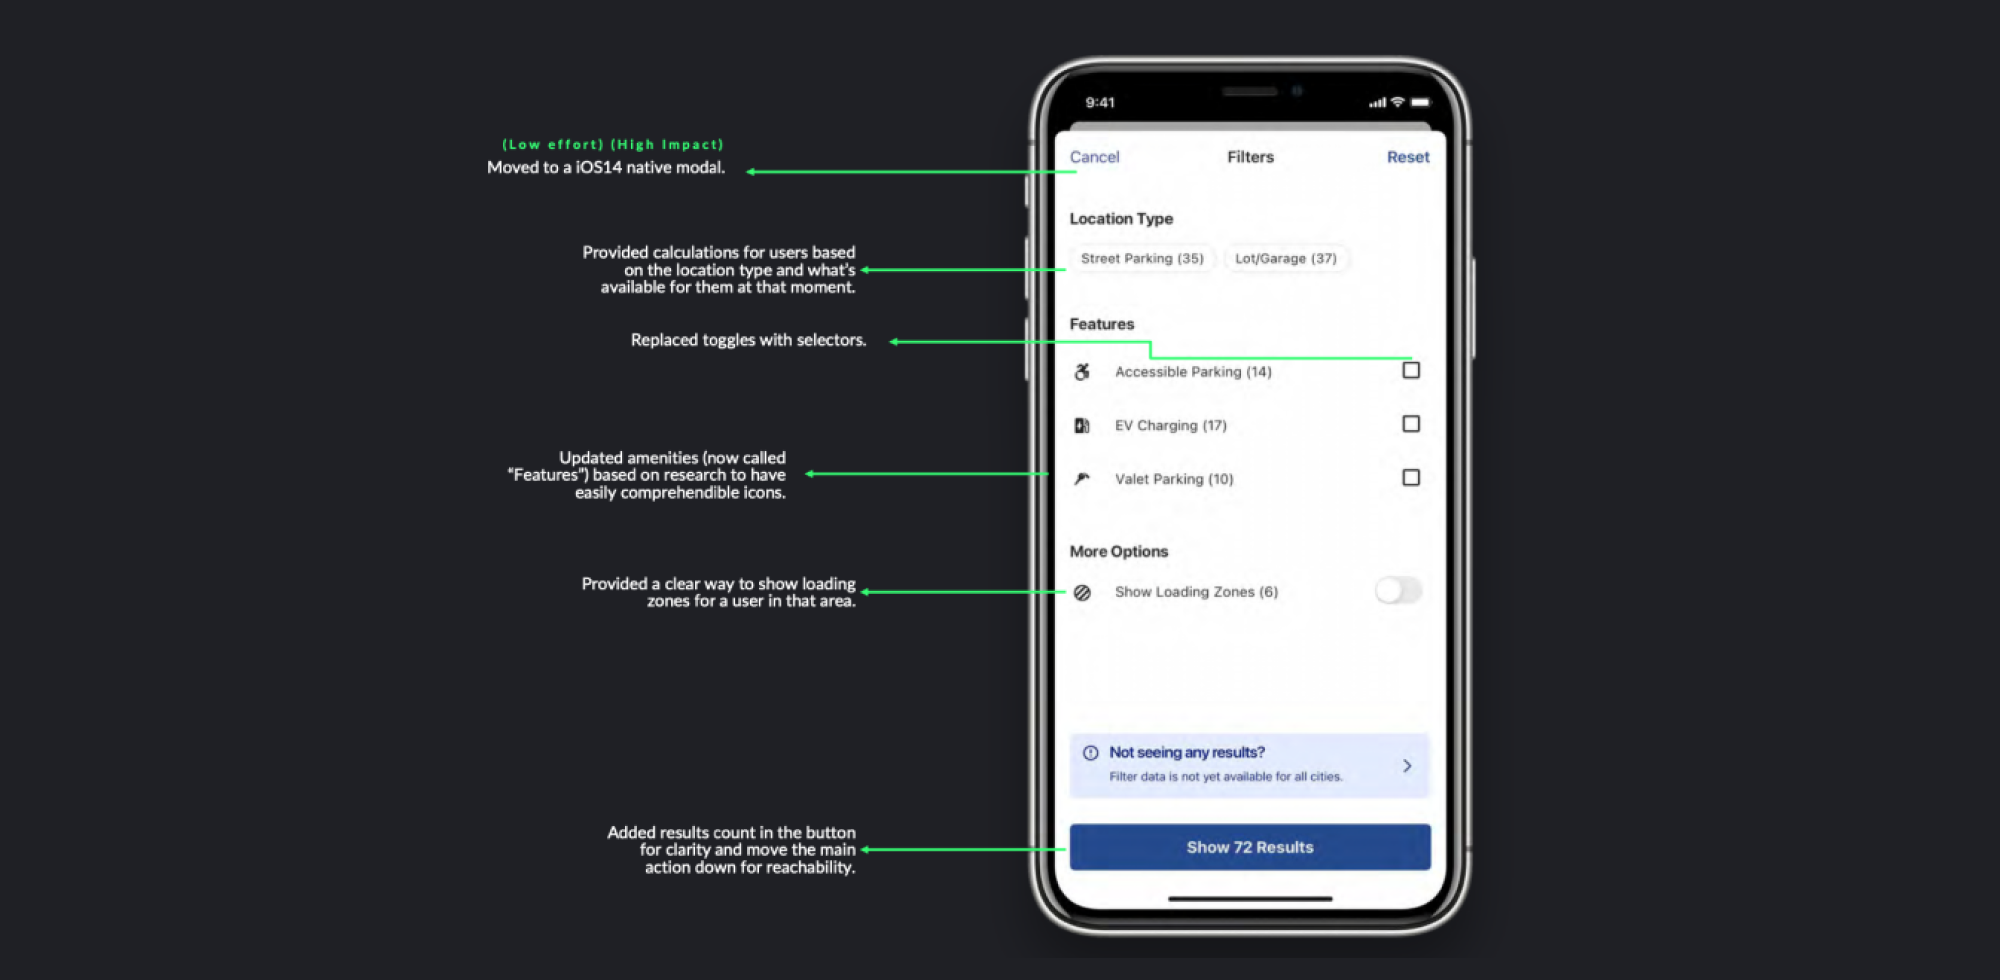 (Low effort) (High Impact)
Moved to a iOS14 native modal.
Provided calculations for users based
on the location type and what's
available for them at that moment.
Replaced toggles with selectors.
Updated amenities (now called
“Features”) based on research to have
easily comprehendible icons.
Provided a clear way to show loading
zones for a user in that area.
Added results count in the button
for clarity and move the main
action down for reachability.
9:41
Cancel Filters Reset
Location Type
Street Parking (35) Lot/Garage (37)
Features
Accessible Parking (14)
EV Charging (17)
Valet Parking (10)
More Options
Show Loading Zones (6)
Not seeing any results?
Filter data is not yet available for all cities.
Show 72 Results